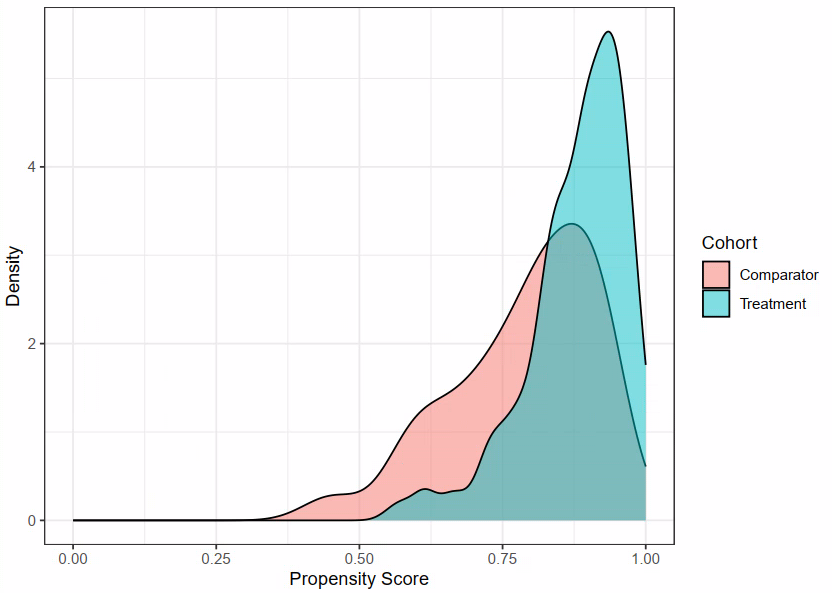 Density
4
2
0
0.00 0.25 0.50 0.75 1.00
Propensity Score
Cohort
Comparator
Treatment